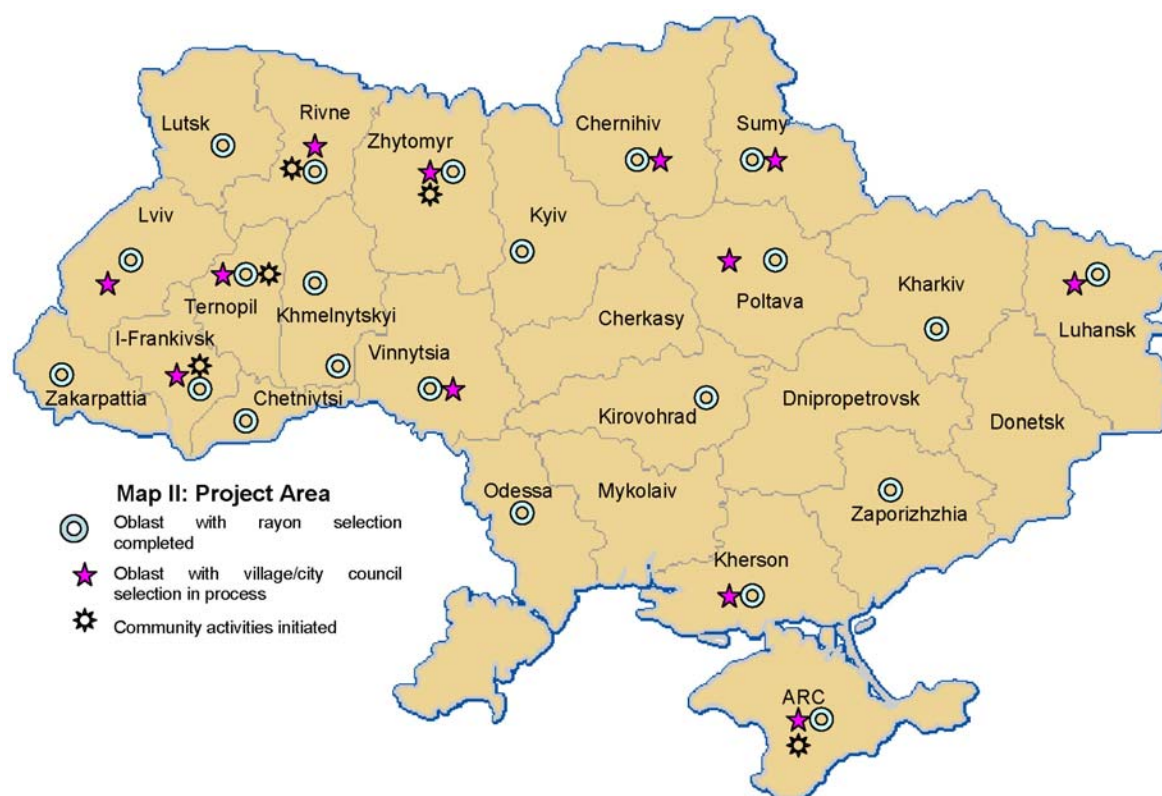 Rivne
Lutsk
Zhytomyr
Chernihiv
Sumy
Lviv
Kyiv
Ternopil
Khmelnytskyi
Cherkasy
Poltava
Kharkiv
Luhansk
I-Frankivsk
Vinnytsia
Zakarpattia
Chetnivtsi
Kirovohrad
Dnipropetrovsk
Donetsk
Odessa
Mykolaiv
Zaporizhzhia
Kherson
ARC
Map II: Project Area
Oblast with rayon selection
completed
Oblast with village/city council
selection in process
Community activities initiated